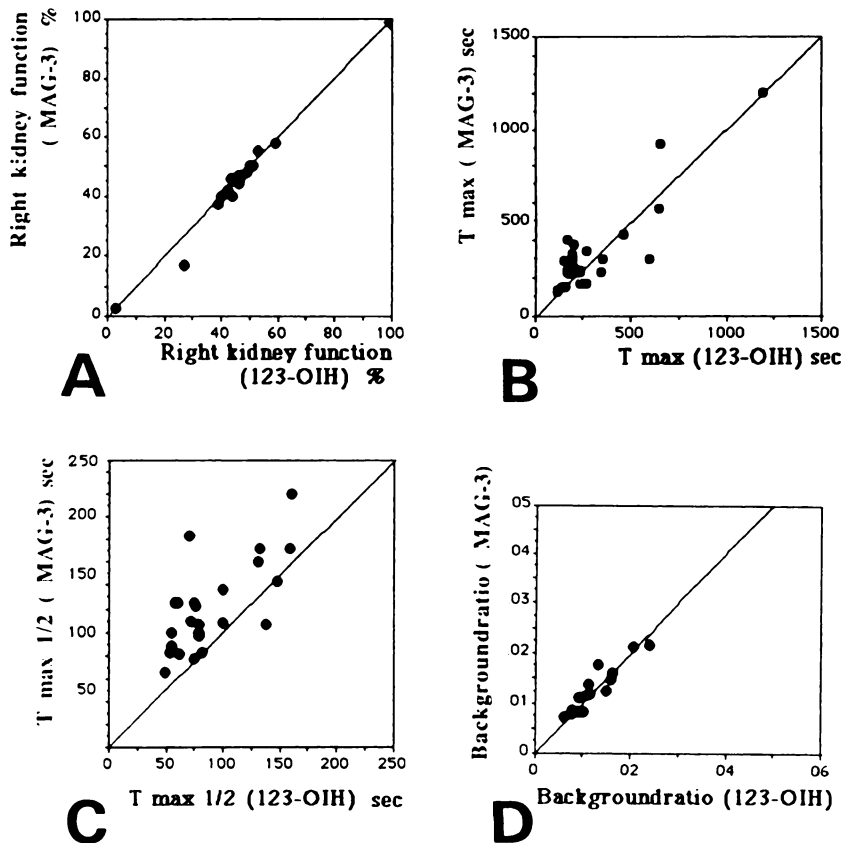 Right kidney function
(MAG-3) %
100
80
60
40
20
0
0 20 40 60 80 100
Right kidney function
(123-OIH) %
A
T max ( MAG-3) sec
1500
1000
500
0
0 500 1000 1500
T max (123-OIH) sec
B
T max 1/2 ( MAG-3) sec
250
200
150
100
50
0
0 50 100 150 200 250
T max 1/2 (123-OIH) sec
C
Backgroundratio ( MAG-3)
05
04
03
02
01
0
0 02 04 06
Backgroundratio (123-OIH)
D